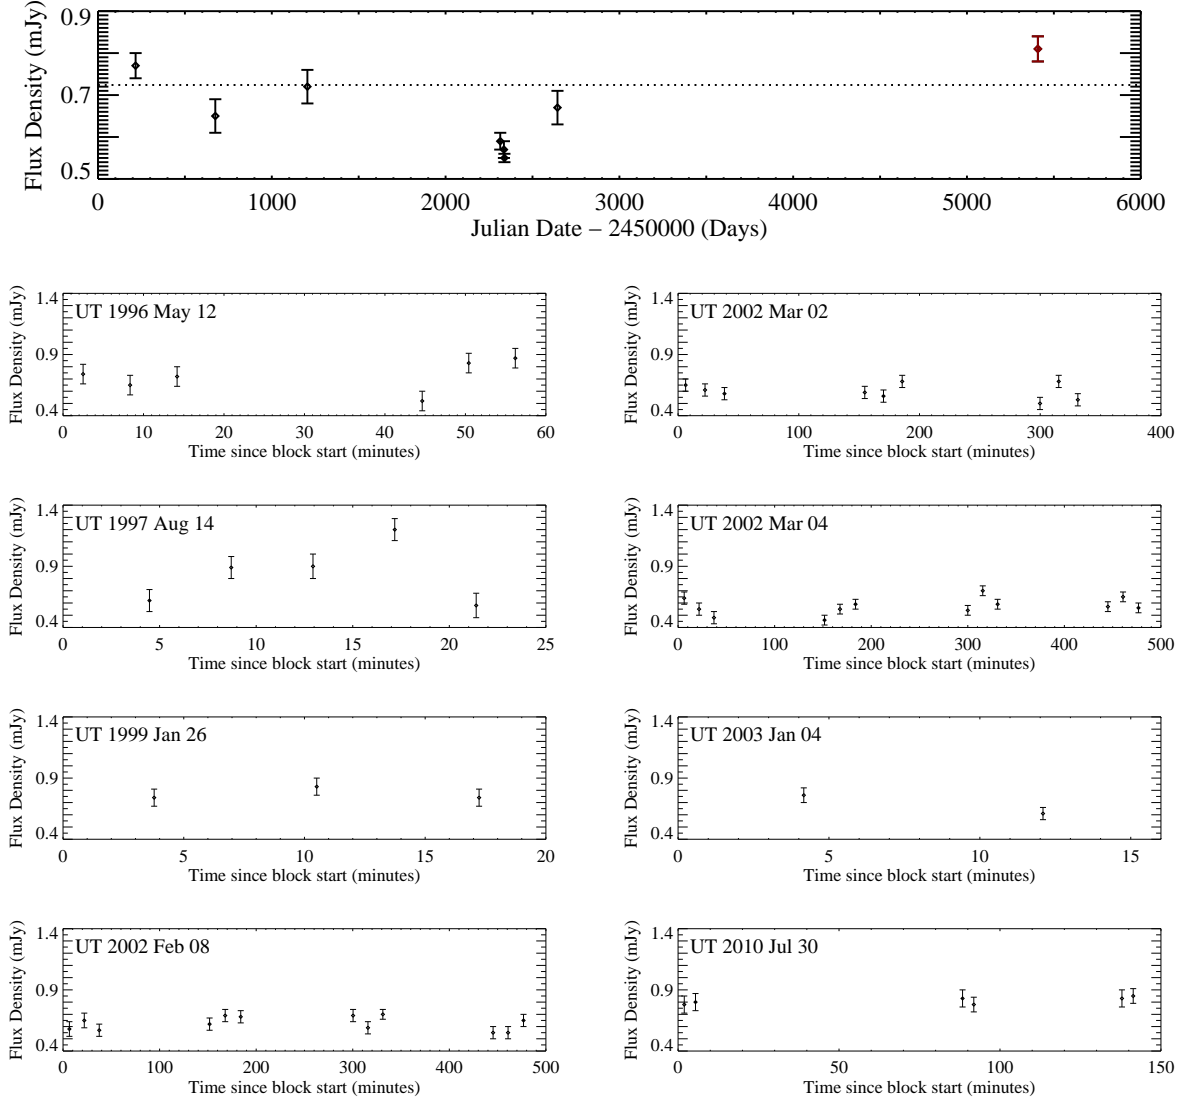 Flux Density (mJy)
0.9
0.7
0.5
0 1000 2000 3000 4000 5000 6000
Julian Date − 2450000 (Days)
Flux Density (mJy)
1.4
0.9
0.4
UT 1996 May 12
0 10 20 30 40 50 60
Time since block start (minutes)
Flux Density (mJy)
1.4
0.9
0.4
UT 2002 Mar 02
0 100 200 300 400
Time since block start (minutes)
Flux Density (mJy)
1.4
0.9
0.4
UT 1997 Aug 14
0 5 10 15 20 25
Time since block start (minutes)
Flux Density (mJy)
1.4
0.9
0.4
UT 2002 Mar 04
0 100 200 300 400 500
Time since block start (minutes)
Flux Density (mJy)
1.4
0.9
0.4
UT 1999 Jan 26
0 5 10 15 20
Time since block start (minutes)
Flux Density (mJy)
1.4
0.9
0.4
UT 2003 Jan 04
0 5 10 15
Time since block start (minutes)
Flux Density (mJy)
1.4
0.9
0.4
UT 2002 Feb 08
0 100 200 300 400 500
Time since block start (minutes)
Flux Density (mJy)
1.4
0.9
0.4
UT 2010 Jul 30
0 50 100 150
Time since block start (minutes)